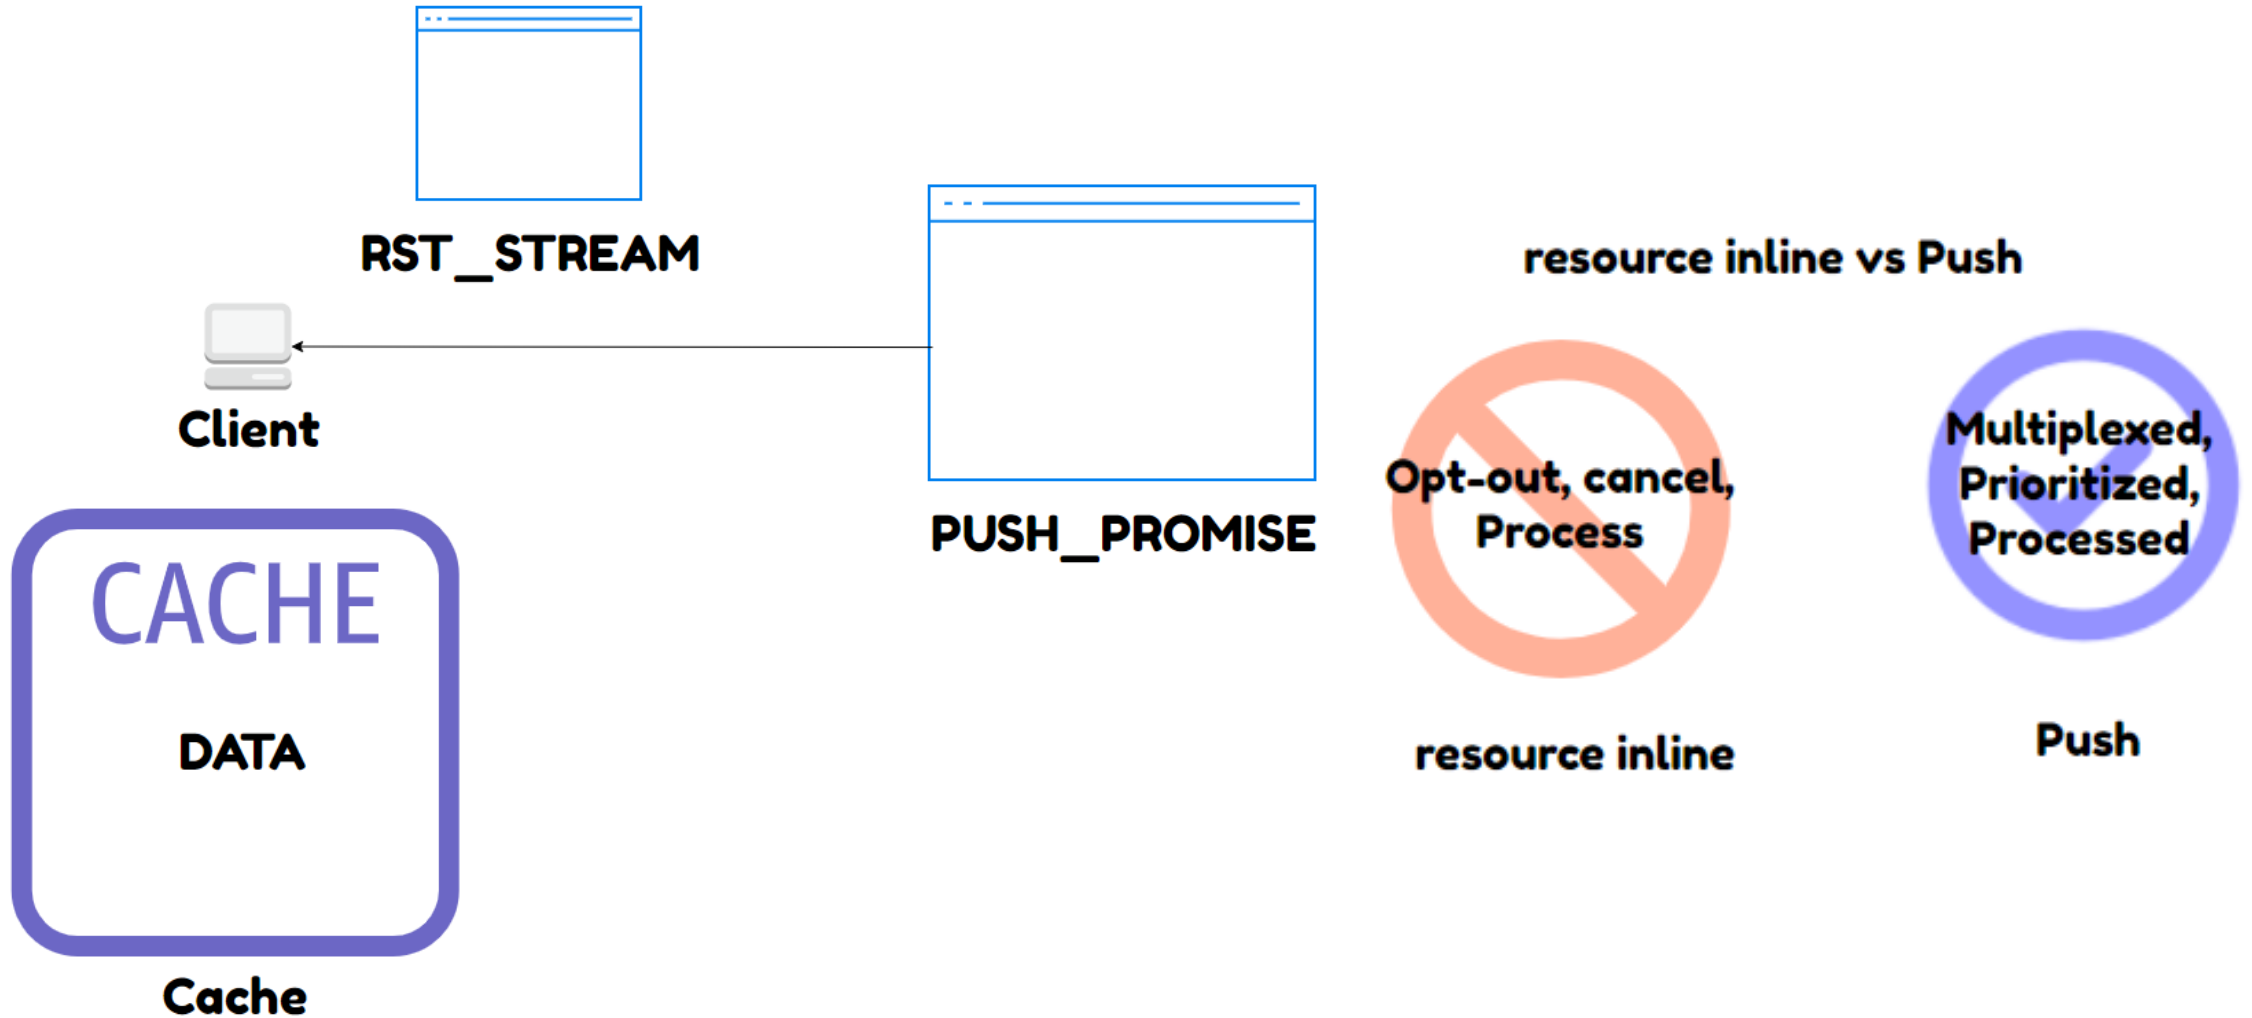 RST_STREAM
Client
CACHE
DATA
Cache
PUSH_PROMISE
resource inline vs Push
Opt-out, cancel,
Process
resource inline
Multiplexed,
Prioritized,
Processed
Push